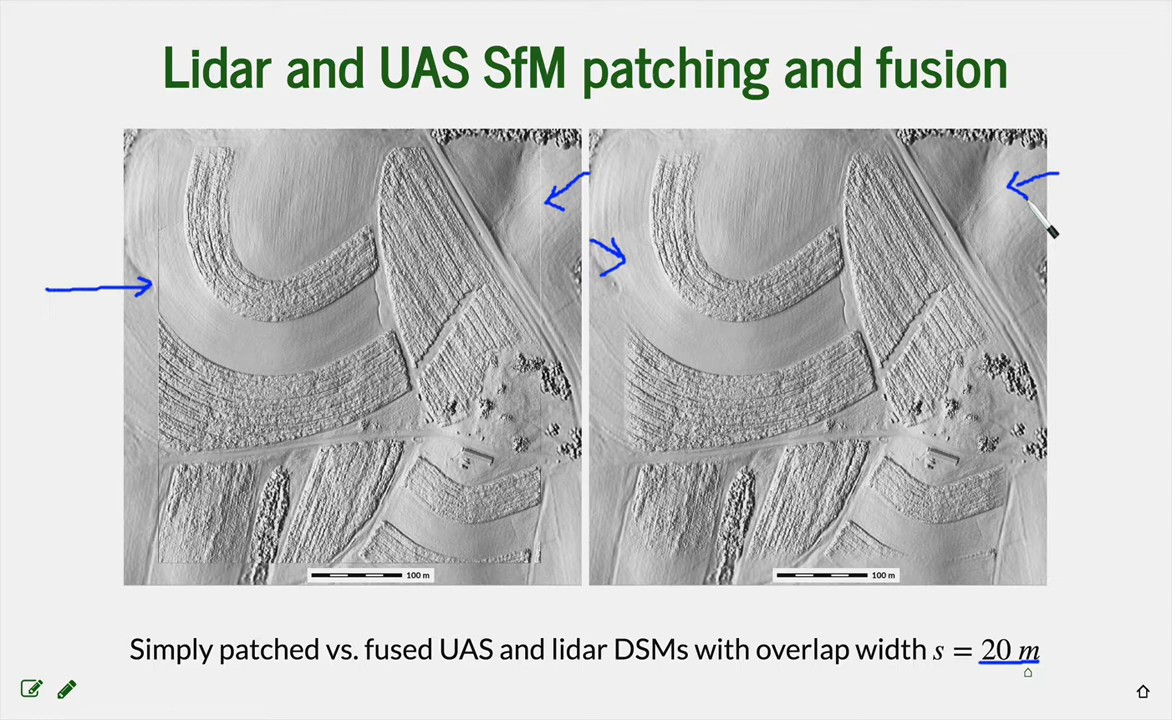 Lidar and UAS SfM patching and fusion
100 m
100 m
Simply patched vs. fused UAS and lidar DSMs with overlap width s = 20 m